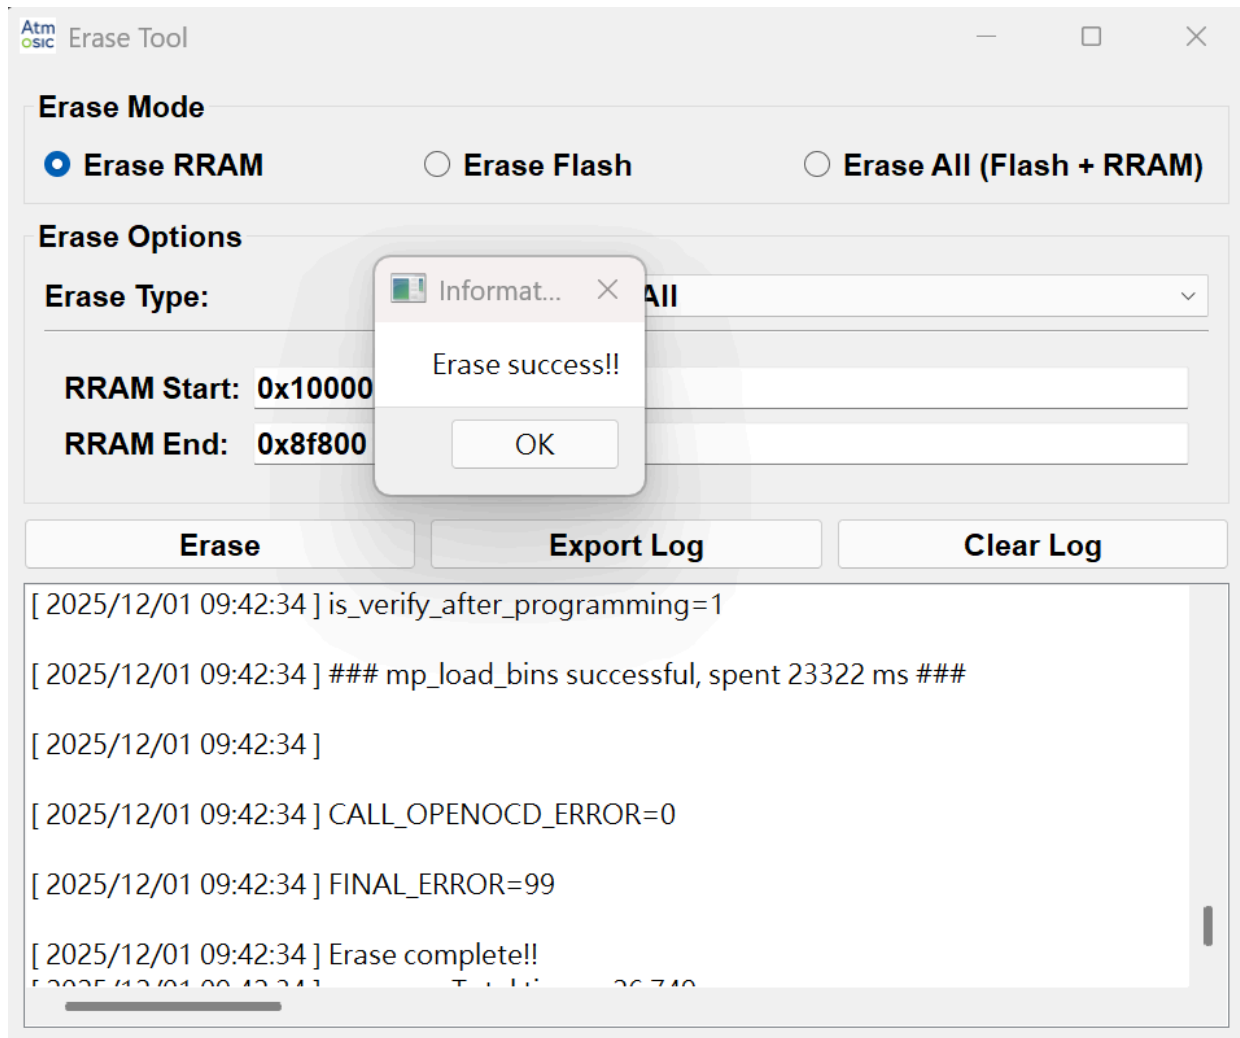 Atm
osic
Erase Tool
Erase Mode
Erase RRAM
Erase Flash
Erase All (Flash + RRAM)
Erase Options
Erase Type:
All
Informat...
Erase success!!
OK
RRAM Start:
0x10000
RRAM End:
0x8f800
Erase
Export Log
Clear Log
[ 2025/12/01 09:42:34 ] is_verify_after_programming=1
[ 2025/12/01 09:42:34 ] ### mp_load_bins successful, spent 23322 ms ###
[ 2025/12/01 09:42:34 ]
[ 2025/12/01 09:42:34 ] CALL_OPENOCD_ERROR=0
[ 2025/12/01 09:42:34 ] FINAL_ERROR=99
[ 2025/12/01 09:42:34 ] Erase complete!!